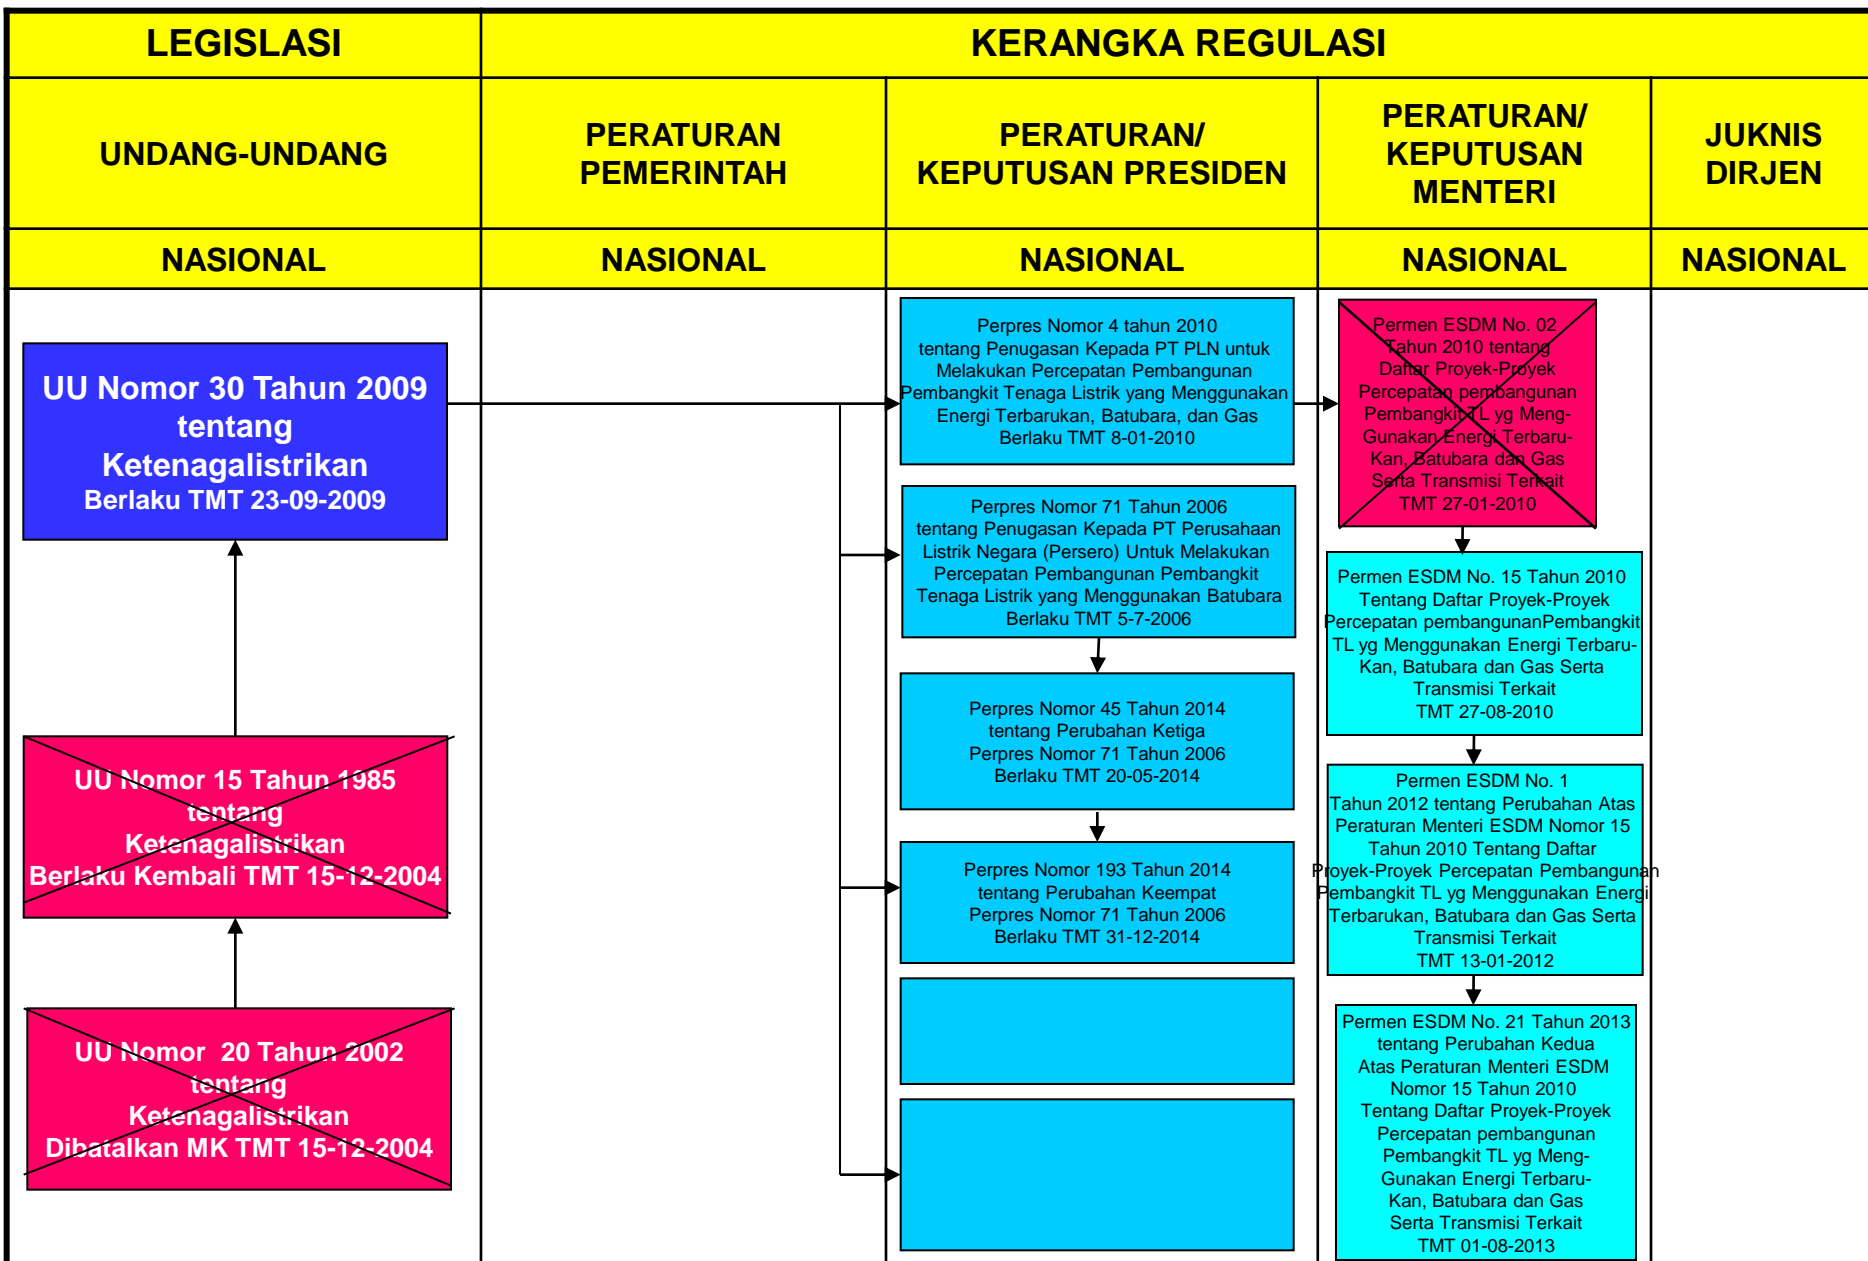 LEGISLASI
KERANGKA REGULASI
UNDANG-UNDANG
PERATURAN
PEMERINTAH
PERATURAN/
KEPUTUSAN PRESIDEN
PERATURAN/
KEPUTUSAN
MENTERI
JUKNIS
DIRJEN
NASIONAL
NASIONAL
NASIONAL
NASIONAL
NASIONAL
UU Nomor 30 Tahun 2009
tentang
Ketenagalistrikan
Berlaku TMT 23-09-2009
UU Nomor 15 Tahun 1985
tentang
Ketenagalistrikan
Berlaku Kembali TMT 15-12-2004
UU Nomor 20 Tahun 2002
tentang
Ketenagalistrikan
Dibatalkan MK TMT 15-12-2004
Perpres Nomor 4 tahun 2010
tentang Penugasan Kepada PT PLN untuk
Melakukan Percepatan Pembangunan
Pembangkit Tenaga Listrik yang Menggunakan
Energi Terbarukan, Batubara, dan Gas
Berlaku TMT 8-01-2010
Perpres Nomor 71 Tahun 2006
tentang Penugasan Kepada PT Perusahaan
Listrik Negara (Persero) Untuk Melakukan
Percepatan Pembangunan Pembangkit
Tenaga Listrik yang Menggunakan Batubara
Berlaku TMT 5-7-2006
Perpres Nomor 45 Tahun 2014
tentang Perubahan Ketiga
Perpres Nomor 71 Tahun 2006
Berlaku TMT 20-05-2014
Perpres Nomor 193 Tahun 2014
tentang Perubahan Keempat
Perpres Nomor 71 Tahun 2006
Berlaku TMT 31-12-2014
Permen ESDM No. 02
Tahun 2010 tentang
Daftar Proyek-Proyek
Percepatan pembangunan
Pembangkit TL yg Meng-
Gunakan Energi Terbaru-
Kan, Batubara dan Gas
Serta Transmisi Terkait
TMT 27-01-2010
Permen ESDM No. 15 Tahun 2010
Tentang Daftar Proyek-Proyek
Percepatan pembangunanPembangkit
TL yg Menggunakan Energi Terbaru-
Kan, Batubara dan Gas Serta
Transmisi Terkait
TMT 27-08-2010
Permen ESDM No. 1
Tahun 2012 tentang Perubahan Atas
Peraturan Menteri ESDM Nomor 15
Tahun 2010 Tentang Daftar
Proyek-Proyek Percepatan Pembangunan
Pembangkit TL yg Menggunakan Energi
Terbarukan, Batubara dan Gas Serta
Transmisi Terkait
TMT 13-01-2012
Permen ESDM No. 21 Tahun 2013
tentang Perubahan Kedua
Atas Peraturan Menteri ESDM
Nomor 15 Tahun 2010
Tentang Daftar Proyek-Proyek
Percepatan pembangunan
Pembangkit TL yg Meng-
Gunakan Energi Terbaru-
Kan, Batubara dan Gas
Serta Transmisi Terkait
TMT 01-08-2013